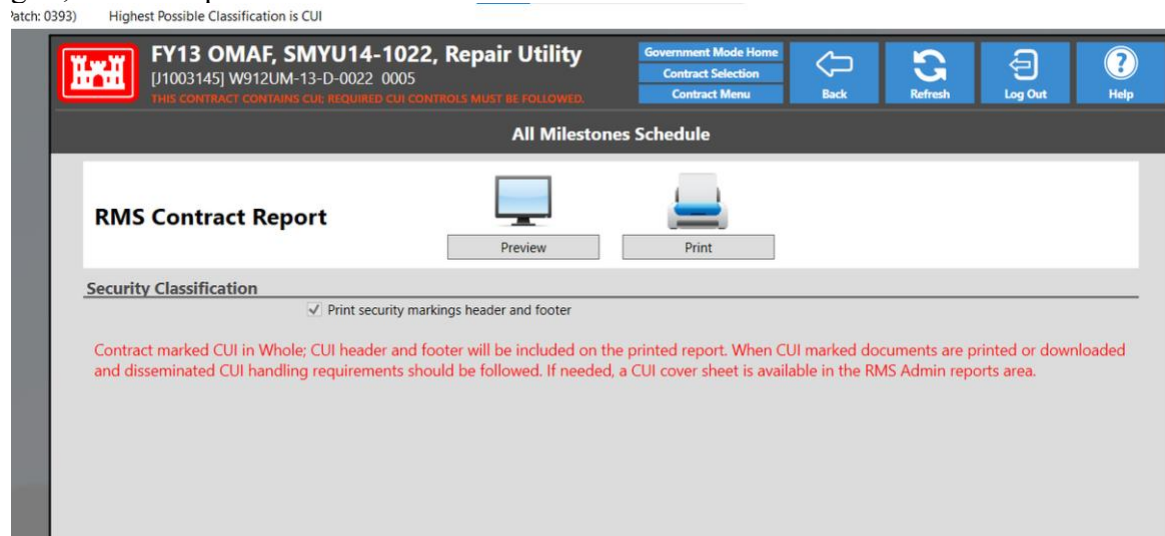 Patch: 0393) Highest Possible Classification is CUI
FY13 OMAF, SMYU14-1022, Repair Utility
[J1003145] W912UM-13-D-0022 0005
THIS CONTRACT CONTAINS CUI; REQUIRED CUI CONTROLS MUST BE FOLLOWED.
Government Mode Home
Contract Selection
Contract Menu
Back
Refresh
Log Out
Help
All Milestones Schedule
RMS Contract Report
Preview
Print
Security Classification
Print security markings header and footer
Contract marked CUI in Whole; CUI header and footer will be included on the printed report. When CUI marked documents are printed or downloaded
and disseminated CUI handling requirements should be followed. If needed, a CUI cover sheet is available in the RMS Admin reports area.